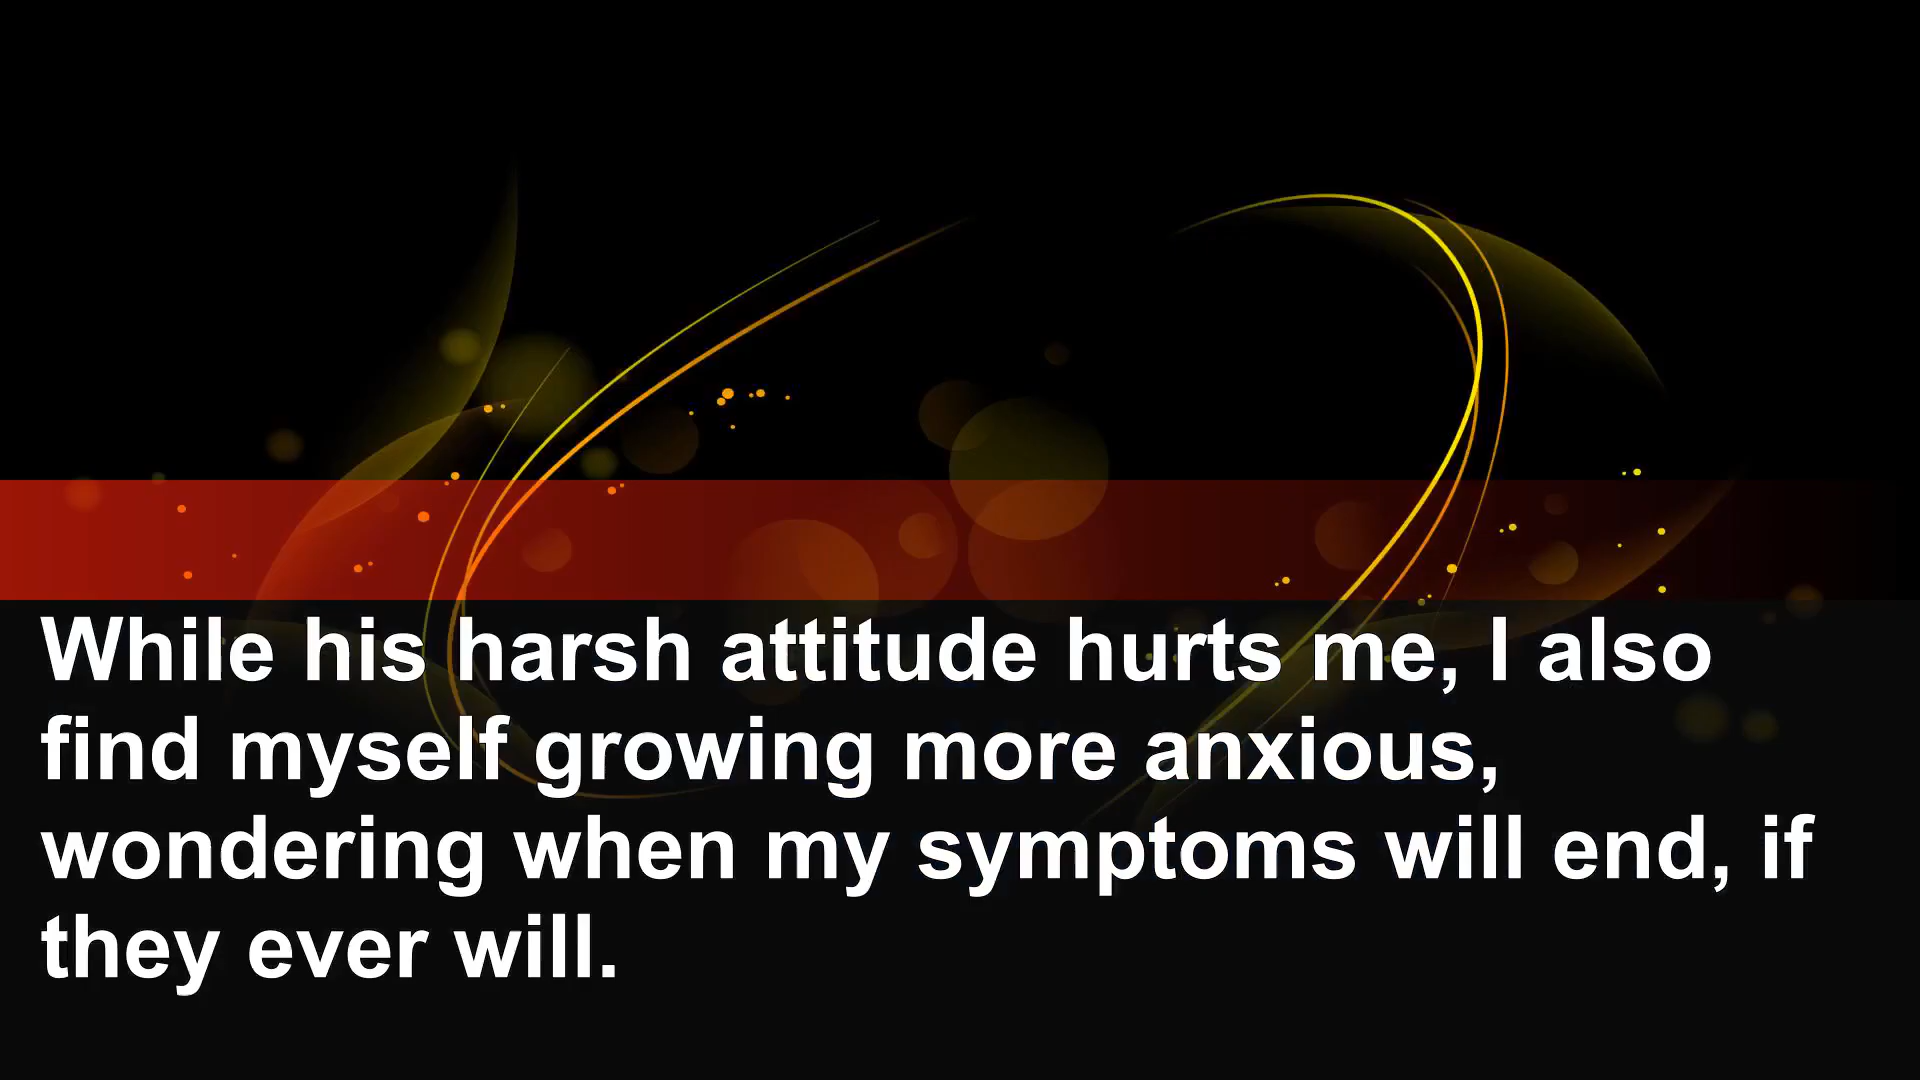 While his harsh attitude hurts me, I also
find myself growing more anxious,
wondering when my symptoms will end, if
they ever will.